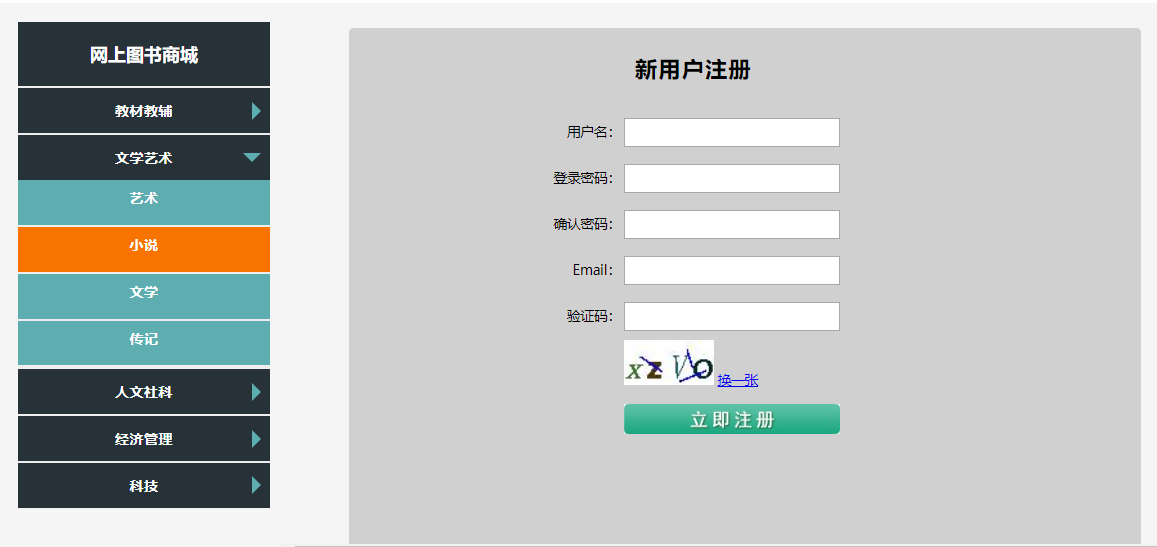 网上图书商城
教材教辅
文学艺术
艺术
小说
文学
传记
人文社科
经济管理
科技
新用户注册
用户名：
登录密码：
确认密码：
Email：
验证码：
换一张
立即注册